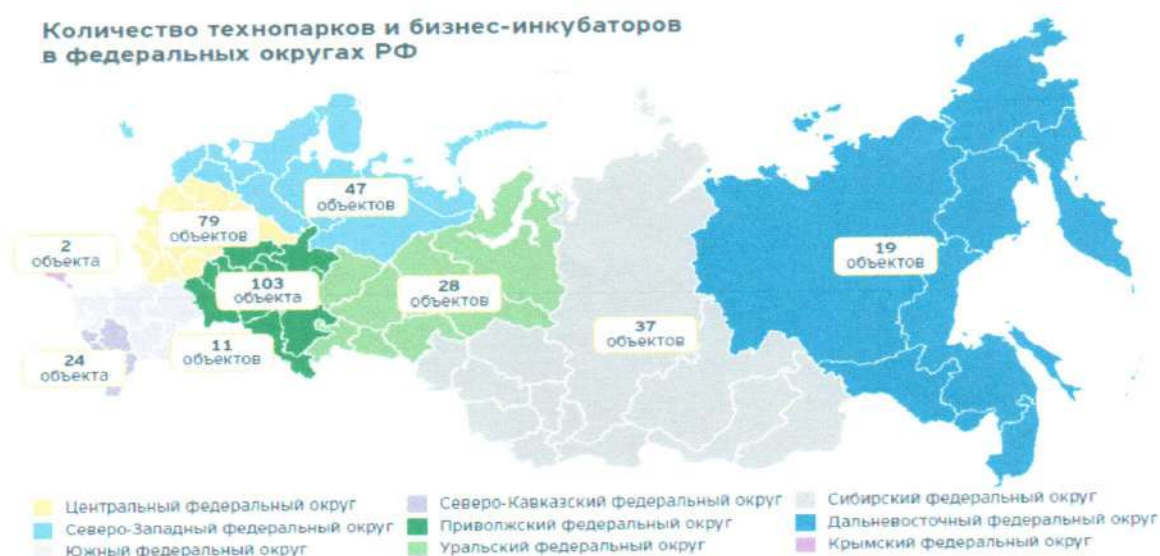 Количество технопарков и бизнес-инкубаторов
в федеральных округах РФ
47
объектов
79
объектов
2
объекта
103
объекта
28
объектов
19
объектов
11
объектов
24
объекта
37
объектов
Центральный федеральный округ
Северо-Западный федеральный округ
Южный федеральный округ
Северо-Кавказский федеральный округ
Приволжский федеральный округ
Уральский федеральный округ
Сибирский федеральный округ
Дальневосточный федеральный округ
Крымский федеральный округ